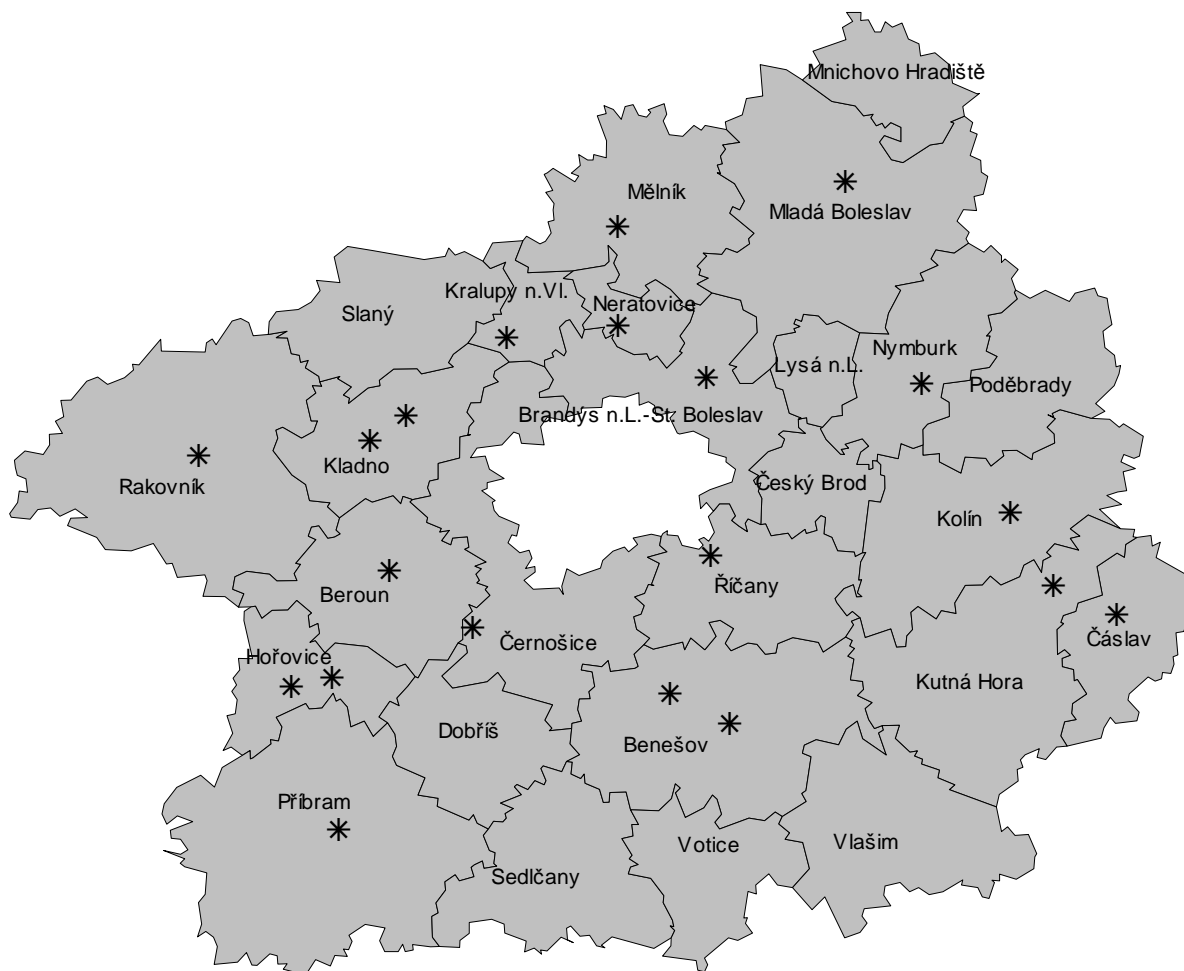 Mnichovo Hradiště
Mělník
Mladá Boleslav
Kralupy n.Vl.
Neratovice
Slaný
Nymburk
Lysá n.L.
Poděbrady
Brandýs n.L.-St. Boleslav
Kladno
Rakovník
Český Brod
Kolín
Říčany
Beroun
Čáslav
Černošice
Hořovice
Kutná Hora
Dobříš
Benešov
Příbram
Votice
Vlašim
Sedlčany